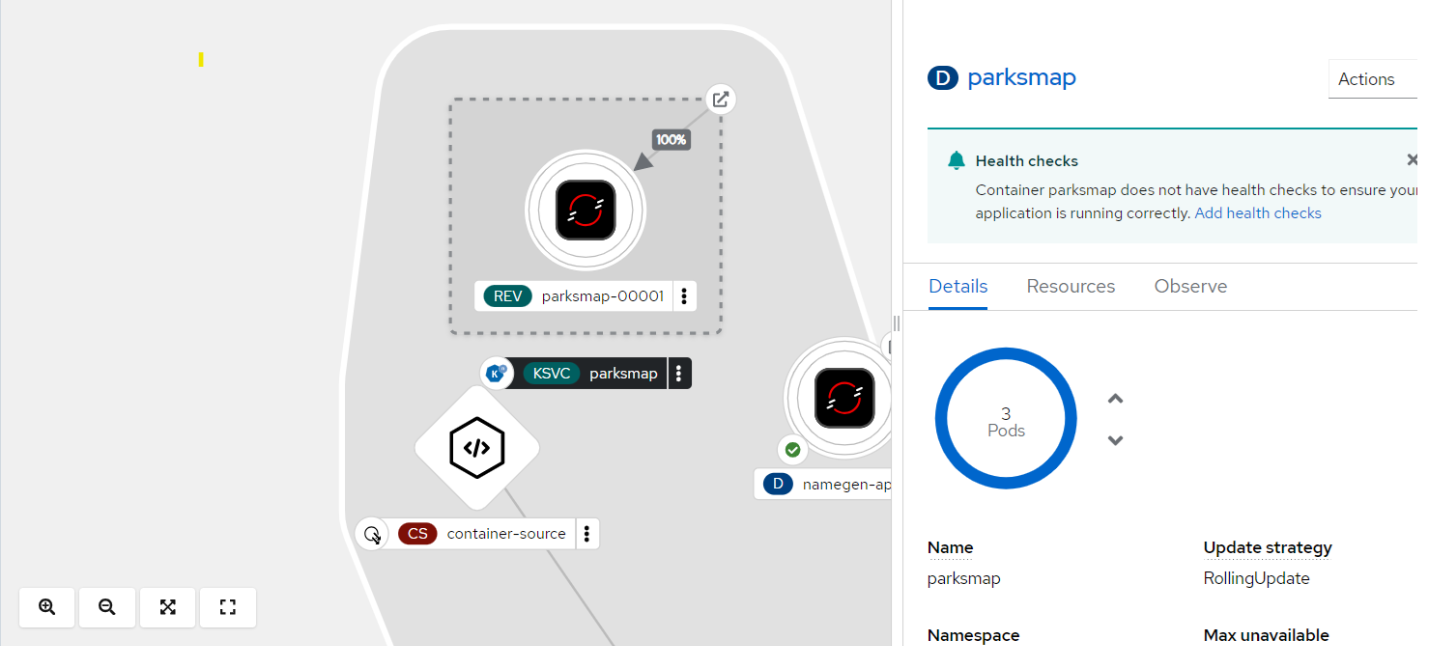 100%
REV parksmap-00001
KSVC parksmap
CS container-source
D namegen-ap
D parksmap
Actions
Health checks
Container parksmap does not have health checks to ensure your
application is running correctly. Add health checks
Details Resources Observe
3
Pods
Name
parksmap
Update strategy
RollingUpdate
Namespace
Max unavailable